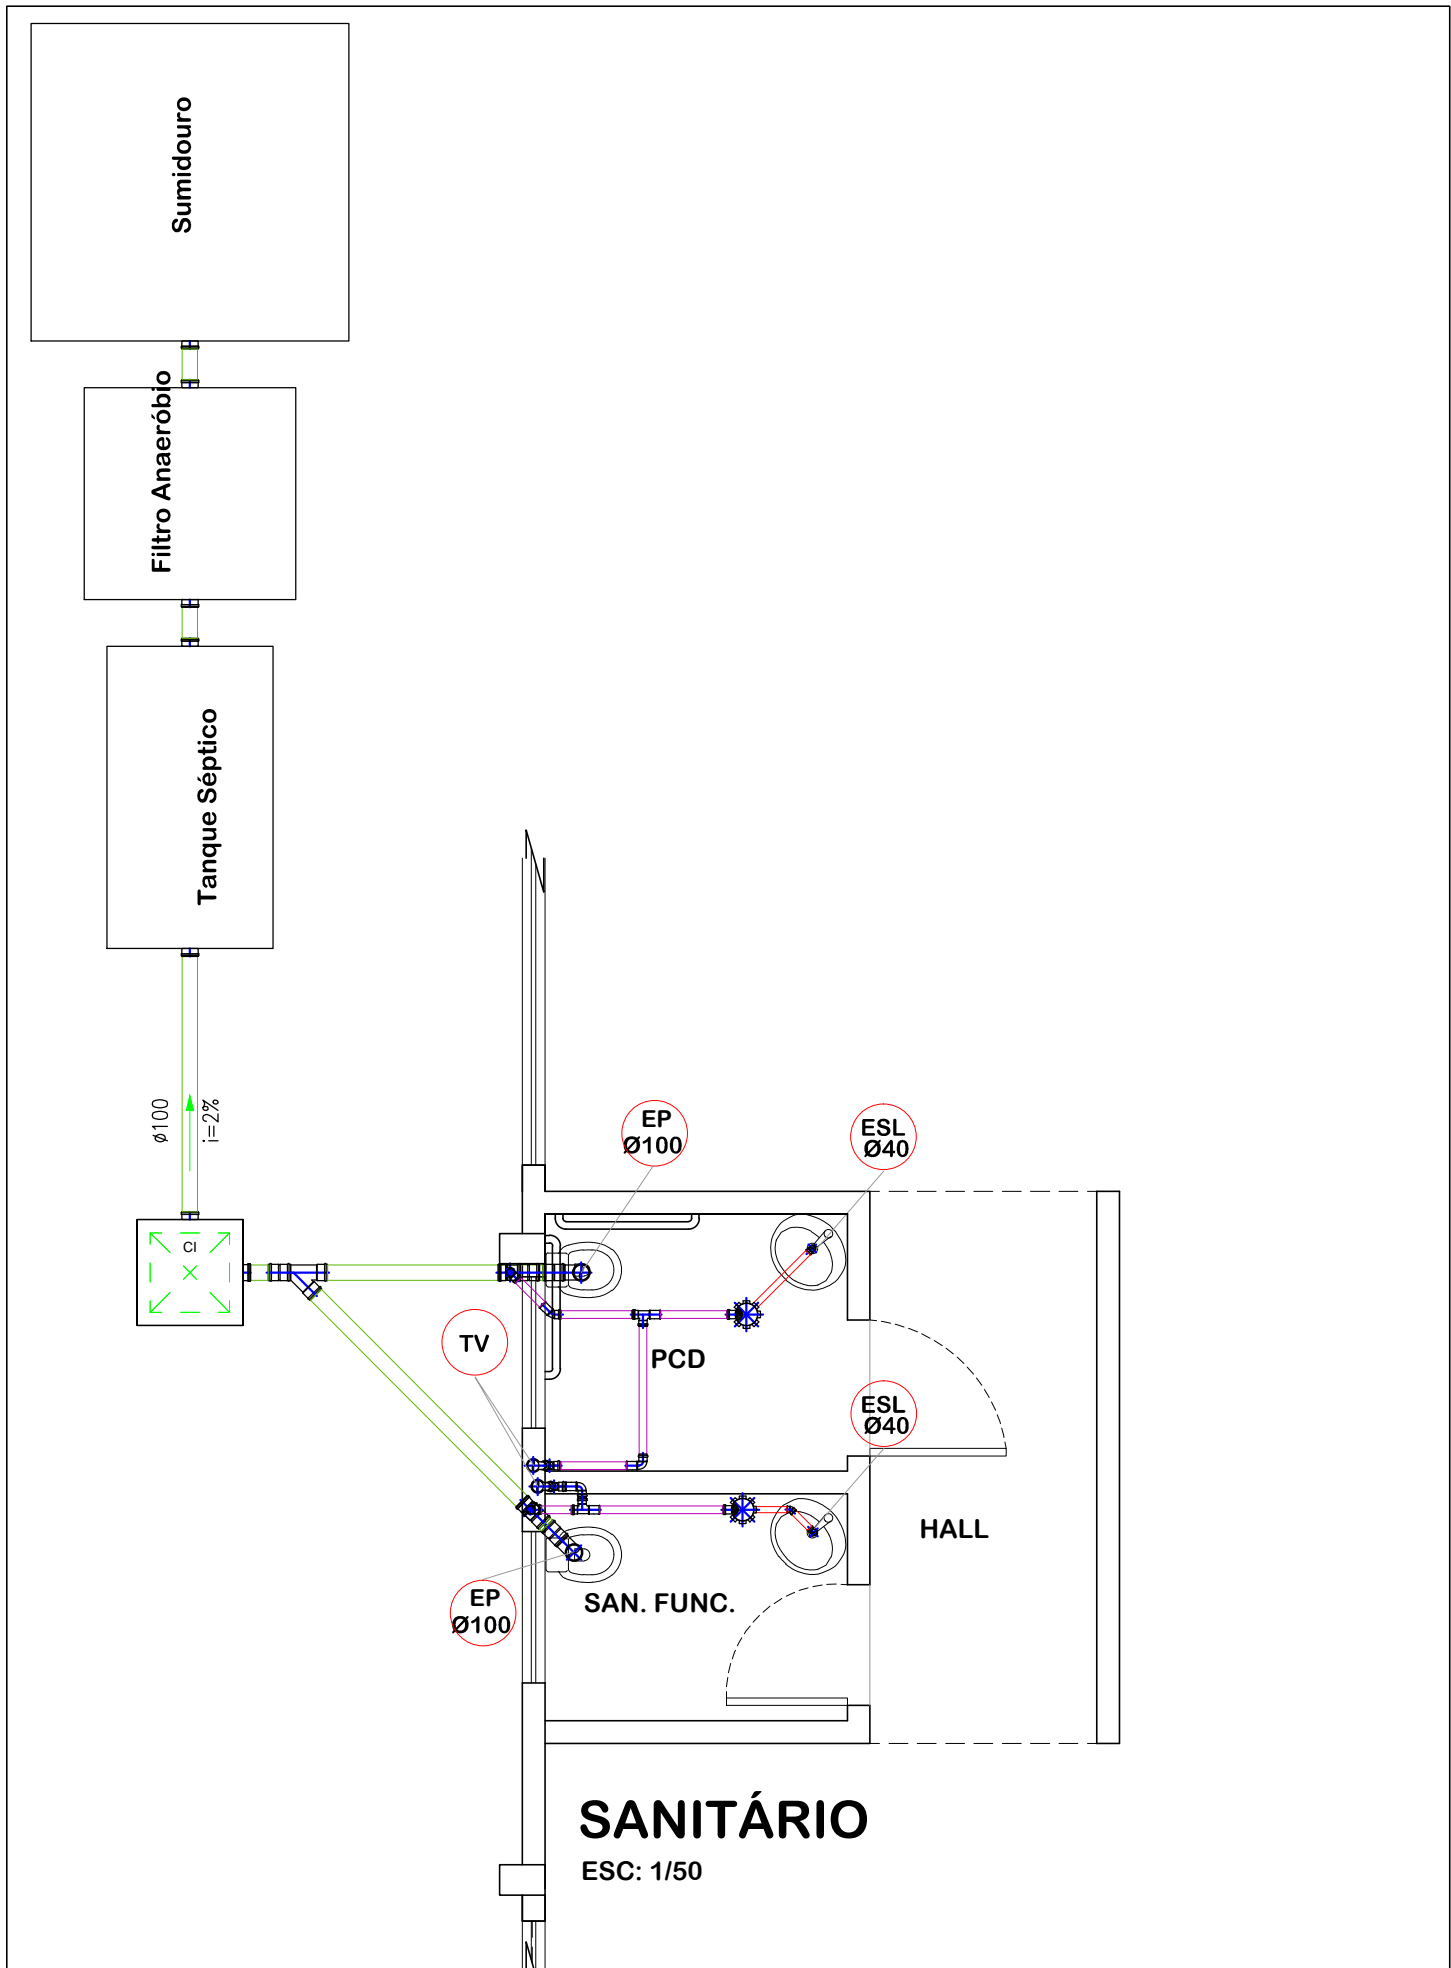 Sumidouro
Filtro Anaeróbio
Tanque Séptico
ø100
i=2%
CI
EP
Ø100
ESL
Ø40
TV
PCD
ESL
Ø40
HALL
EP
Ø100
SAN. FUNC.
SANITÁRIO
ESC: 1/50